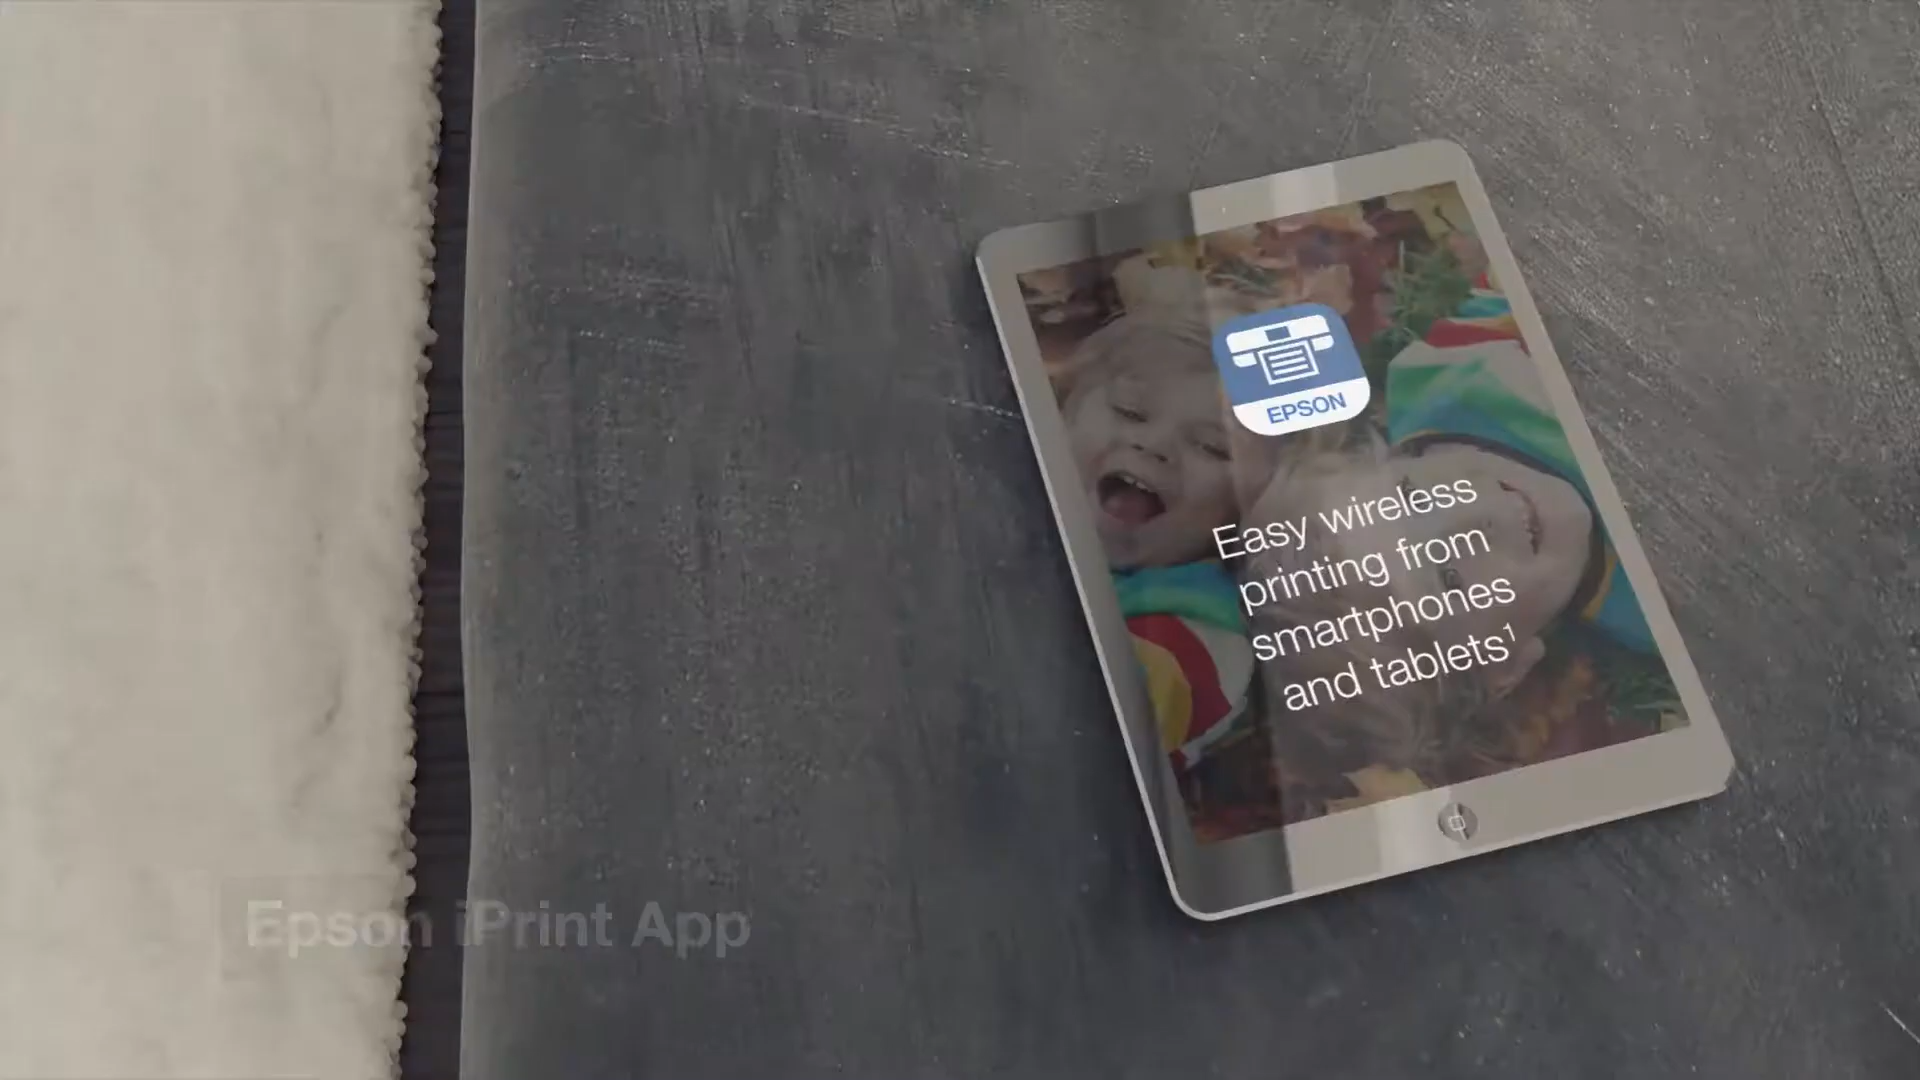 EPSON
Easy wireless
printing from
smartphones
and tablets¹
Epson iPrint App